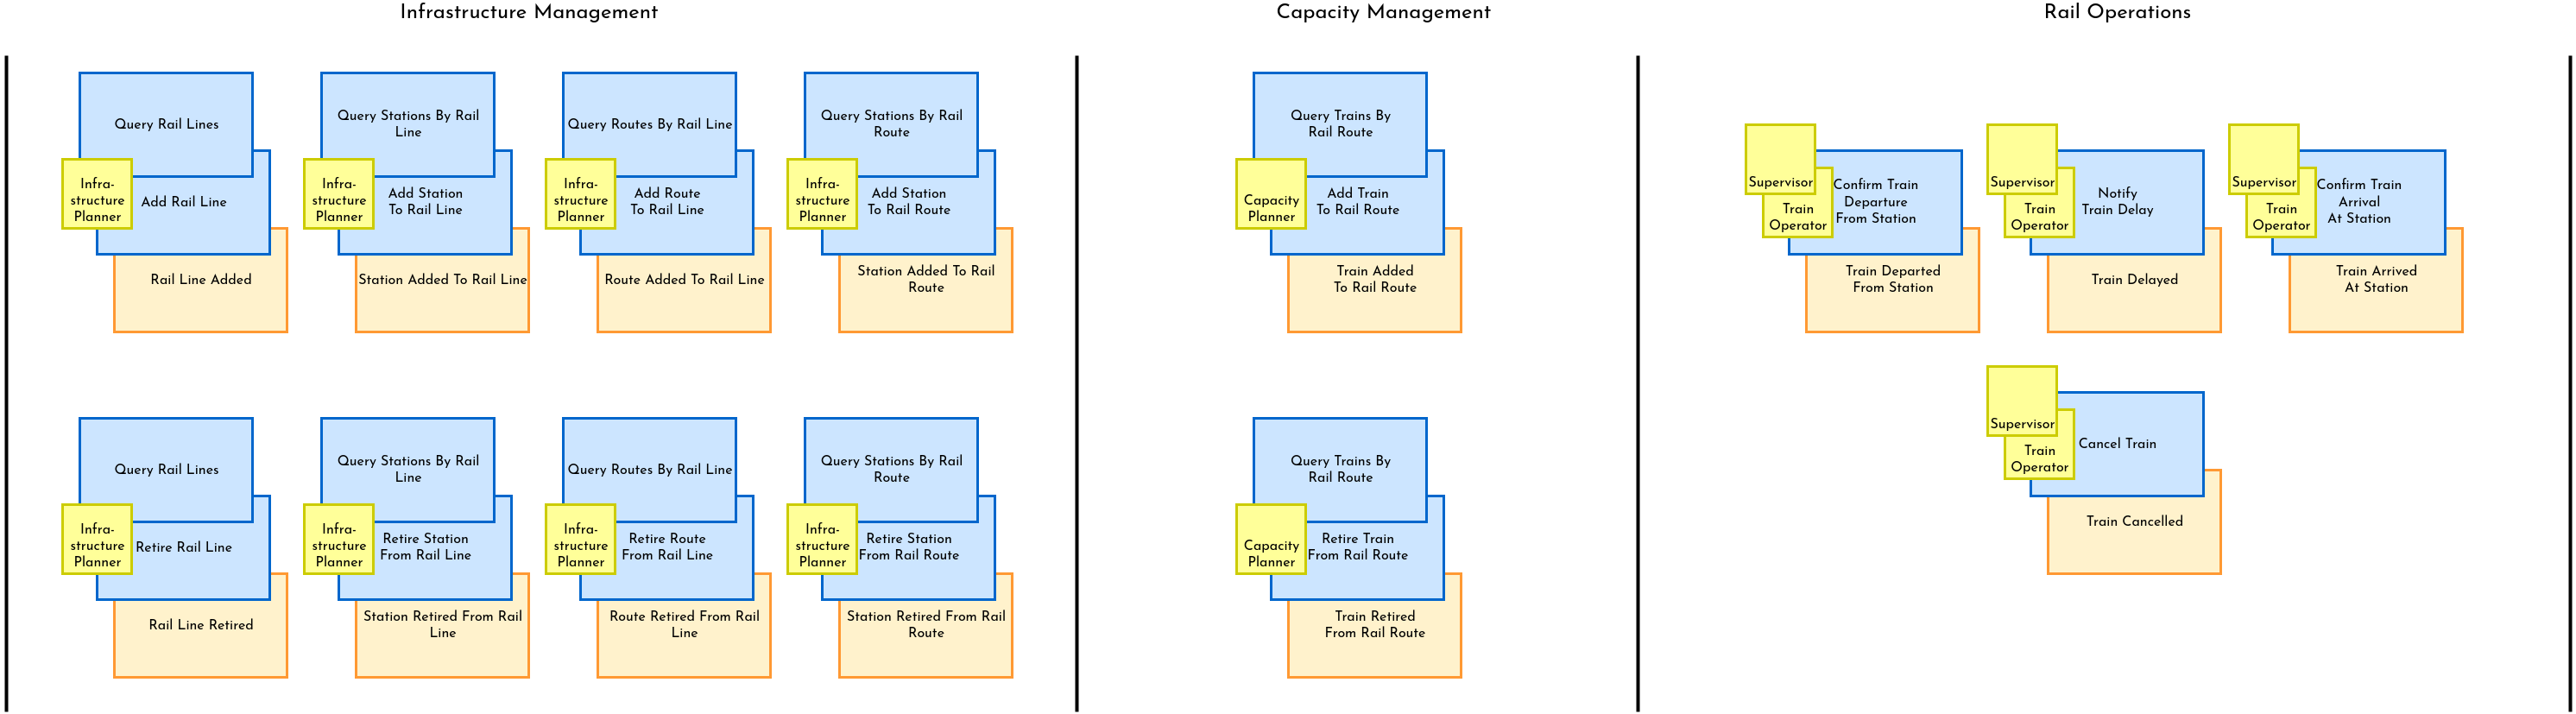 Infrastructure Management
Capacity Management
Rail Operations
Query Rail Lines
Infra-
structure
Planner
Add Rail Line
Rail Line Added
Query Stations By Rail
Line
Infra-
structure
Planner
Add Station
To Rail Line
Station Added To Rail Line
Query Routes By Rail Line
Infra-
structure
Planner
Add Route
To Rail Line
Route Added To Rail Line
Query Stations By Rail
Route
Infra-
structure
Planner
Add Station
To Rail Route
Station Added To Rail
Route
Query Trains By
Rail Route
Capacity
Planner
Add Train
To Rail Route
Train Added
To Rail Route
Supervisor
Train
Operator
Confirm Train
Departure
From Station
Train Departed
From Station
Supervisor
Train
Operator
Notify
Train Delay
Train Delayed
Supervisor
Train
Operator
Confirm Train
Arrival
At Station
Train Arrived
At Station
Query Rail Lines
Infra-
structure
Planner
Retire Rail Line
Rail Line Retired
Query Stations By Rail
Line
Infra-
structure
Planner
Retire Station
From Rail Line
Station Retired From Rail
Line
Query Routes By Rail Line
Infra-
structure
Planner
Retire Route
From Rail Line
Route Retired From Rail
Line
Query Stations By Rail
Route
Infra-
structure
Planner
Retire Station
From Rail Route
Station Retired From Rail
Route
Query Trains By
Rail Route
Capacity
Planner
Retire Train
From Rail Route
Train Retired
From Rail Route
Supervisor
Train
Operator
Cancel Train
Train Cancelled